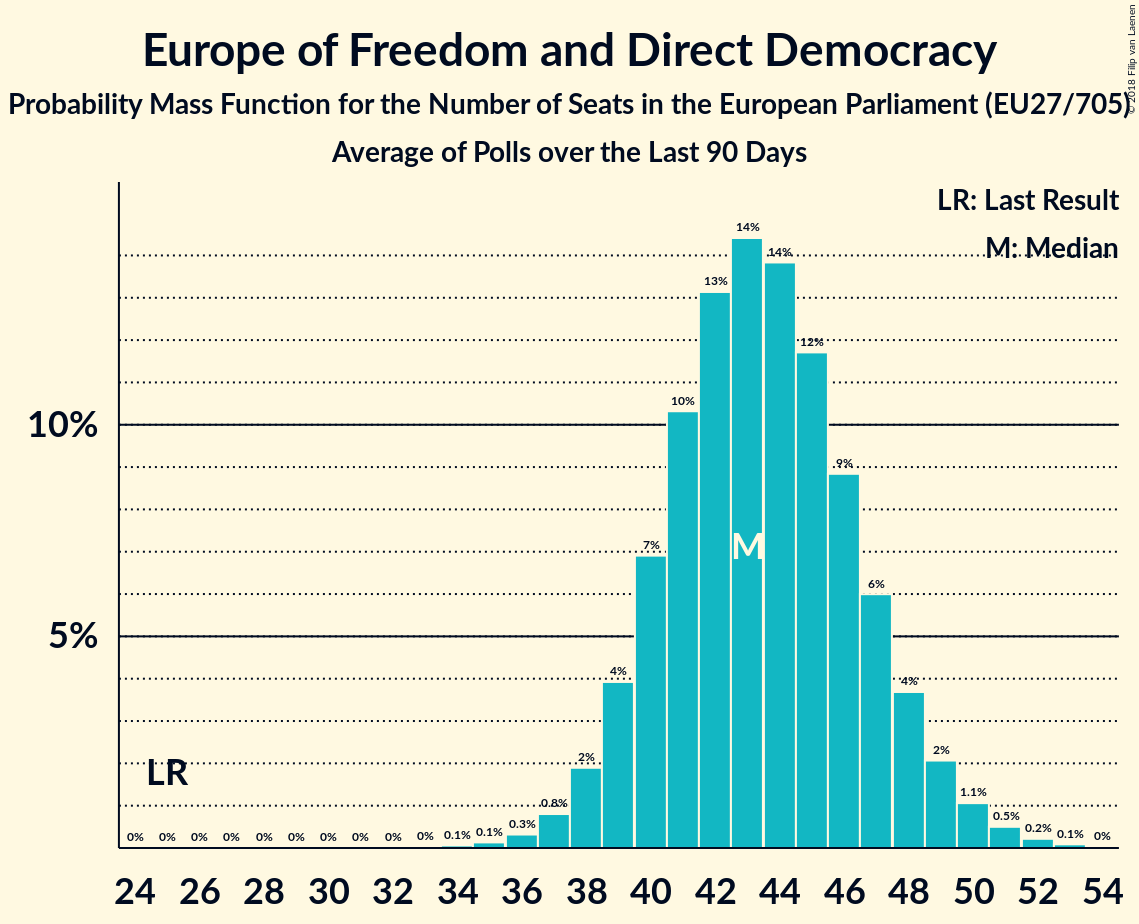 Europe of Freedom and Direct Democracy
© 2018 Filip van Laenen
Probability Mass Function for the Number of Seats in the European Parliament (EU27/705)
Average of Polls over the Last 90 Days
LR: Last Result
M: Median
14%
14%
13%
12%
10%
10%
9%
M
7%
6%
5%
4%
4%
2%
2%
LR
1.1%
0.8%
0.5%
0% 0% 0% 0% 0% 0% 0% 0% 0% 0% 0.1% 0.1% 0.3% 0.2% 0.1% 0%
24 26 28 30 32 34 36 38 40 42 44 46 48 50 52 54